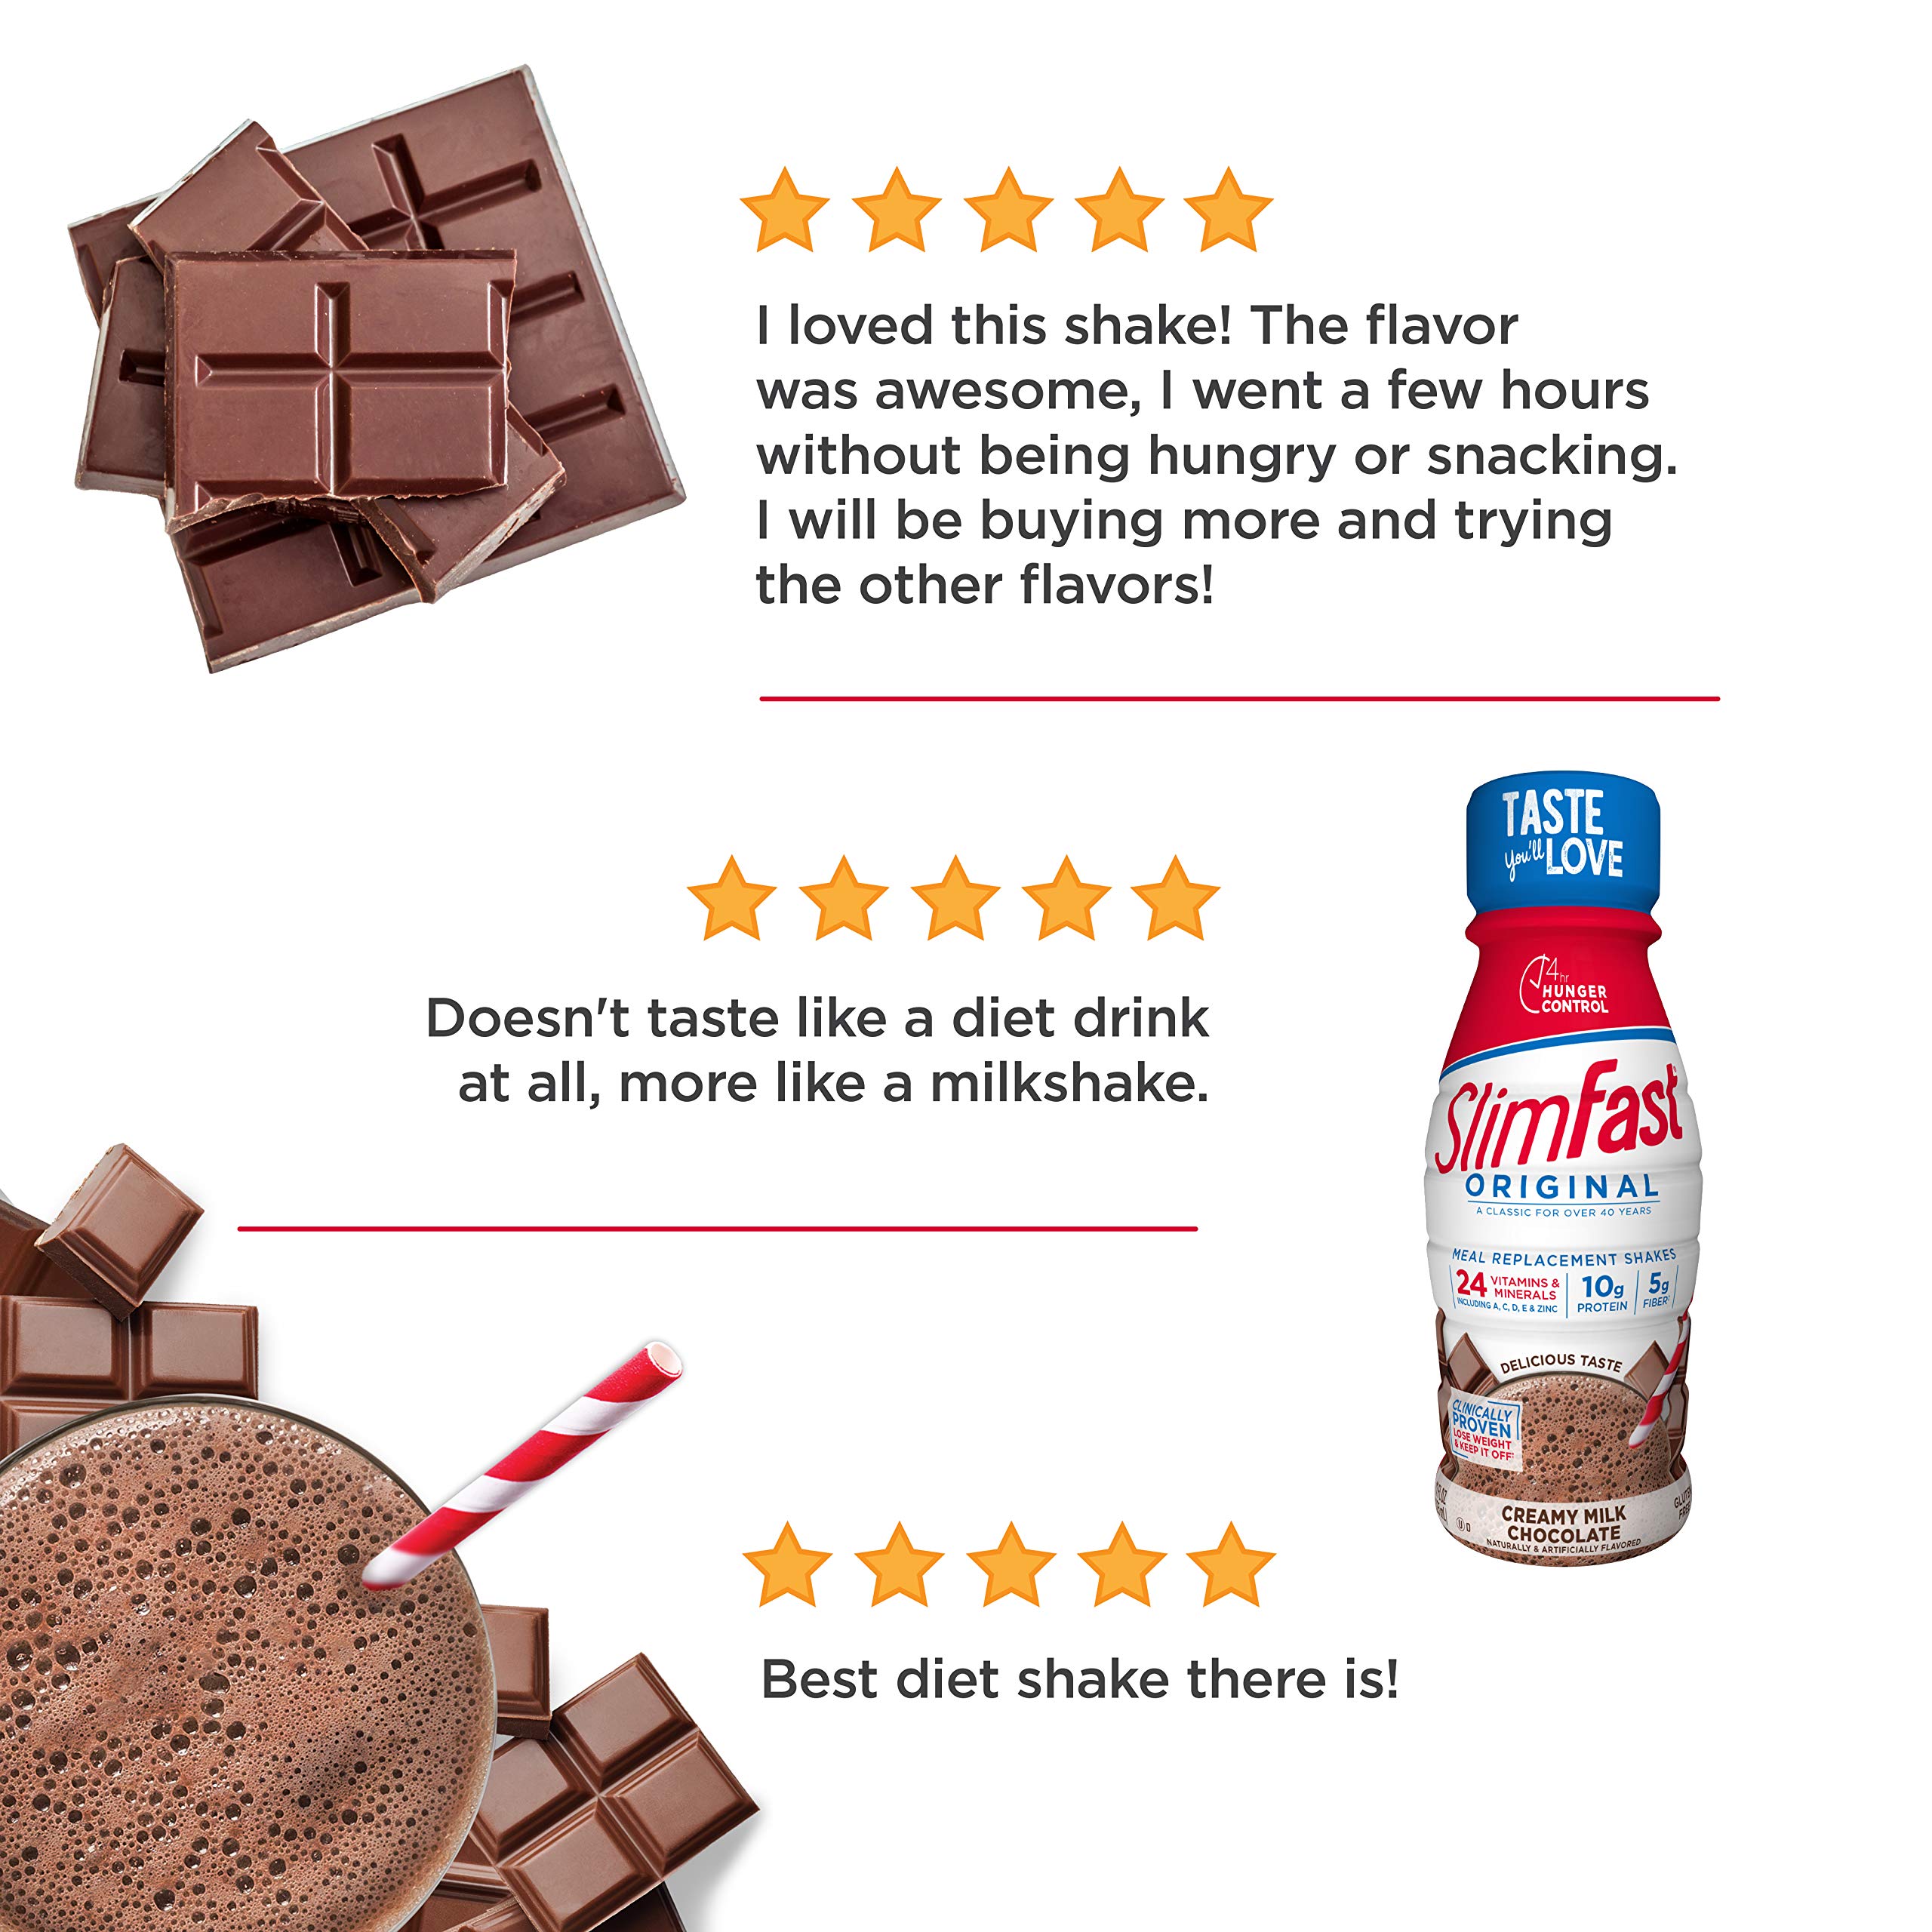 I loved this shake! The flavor
was awesome, I went a few hours
without being hungry or snacking.
I will be buying more and trying
the other flavors!
TASTE
you'll LOVE
4hr
HUNGER
CONTROL
Doesn't taste like a diet drink
at all, more like a milkshake.
SlimFast
ORIGINAL
A CLASSIC FOR OVER 40 YEARS
MEAL REPLACEMENT SHAKES
24 VITAMINS & MINERALS
INCLUDING A, C, D, E & ZINC
10g PROTEIN
5g FIBER
DELICIOUS TASTE
CLINICALLY
PROVEN
LOSE WEIGHT
& KEEP IT OFF
CREAMY MILK
CHOCOLATE
NATURALLY & ARTIFICIALLY FLAVORED
Best diet shake there is!